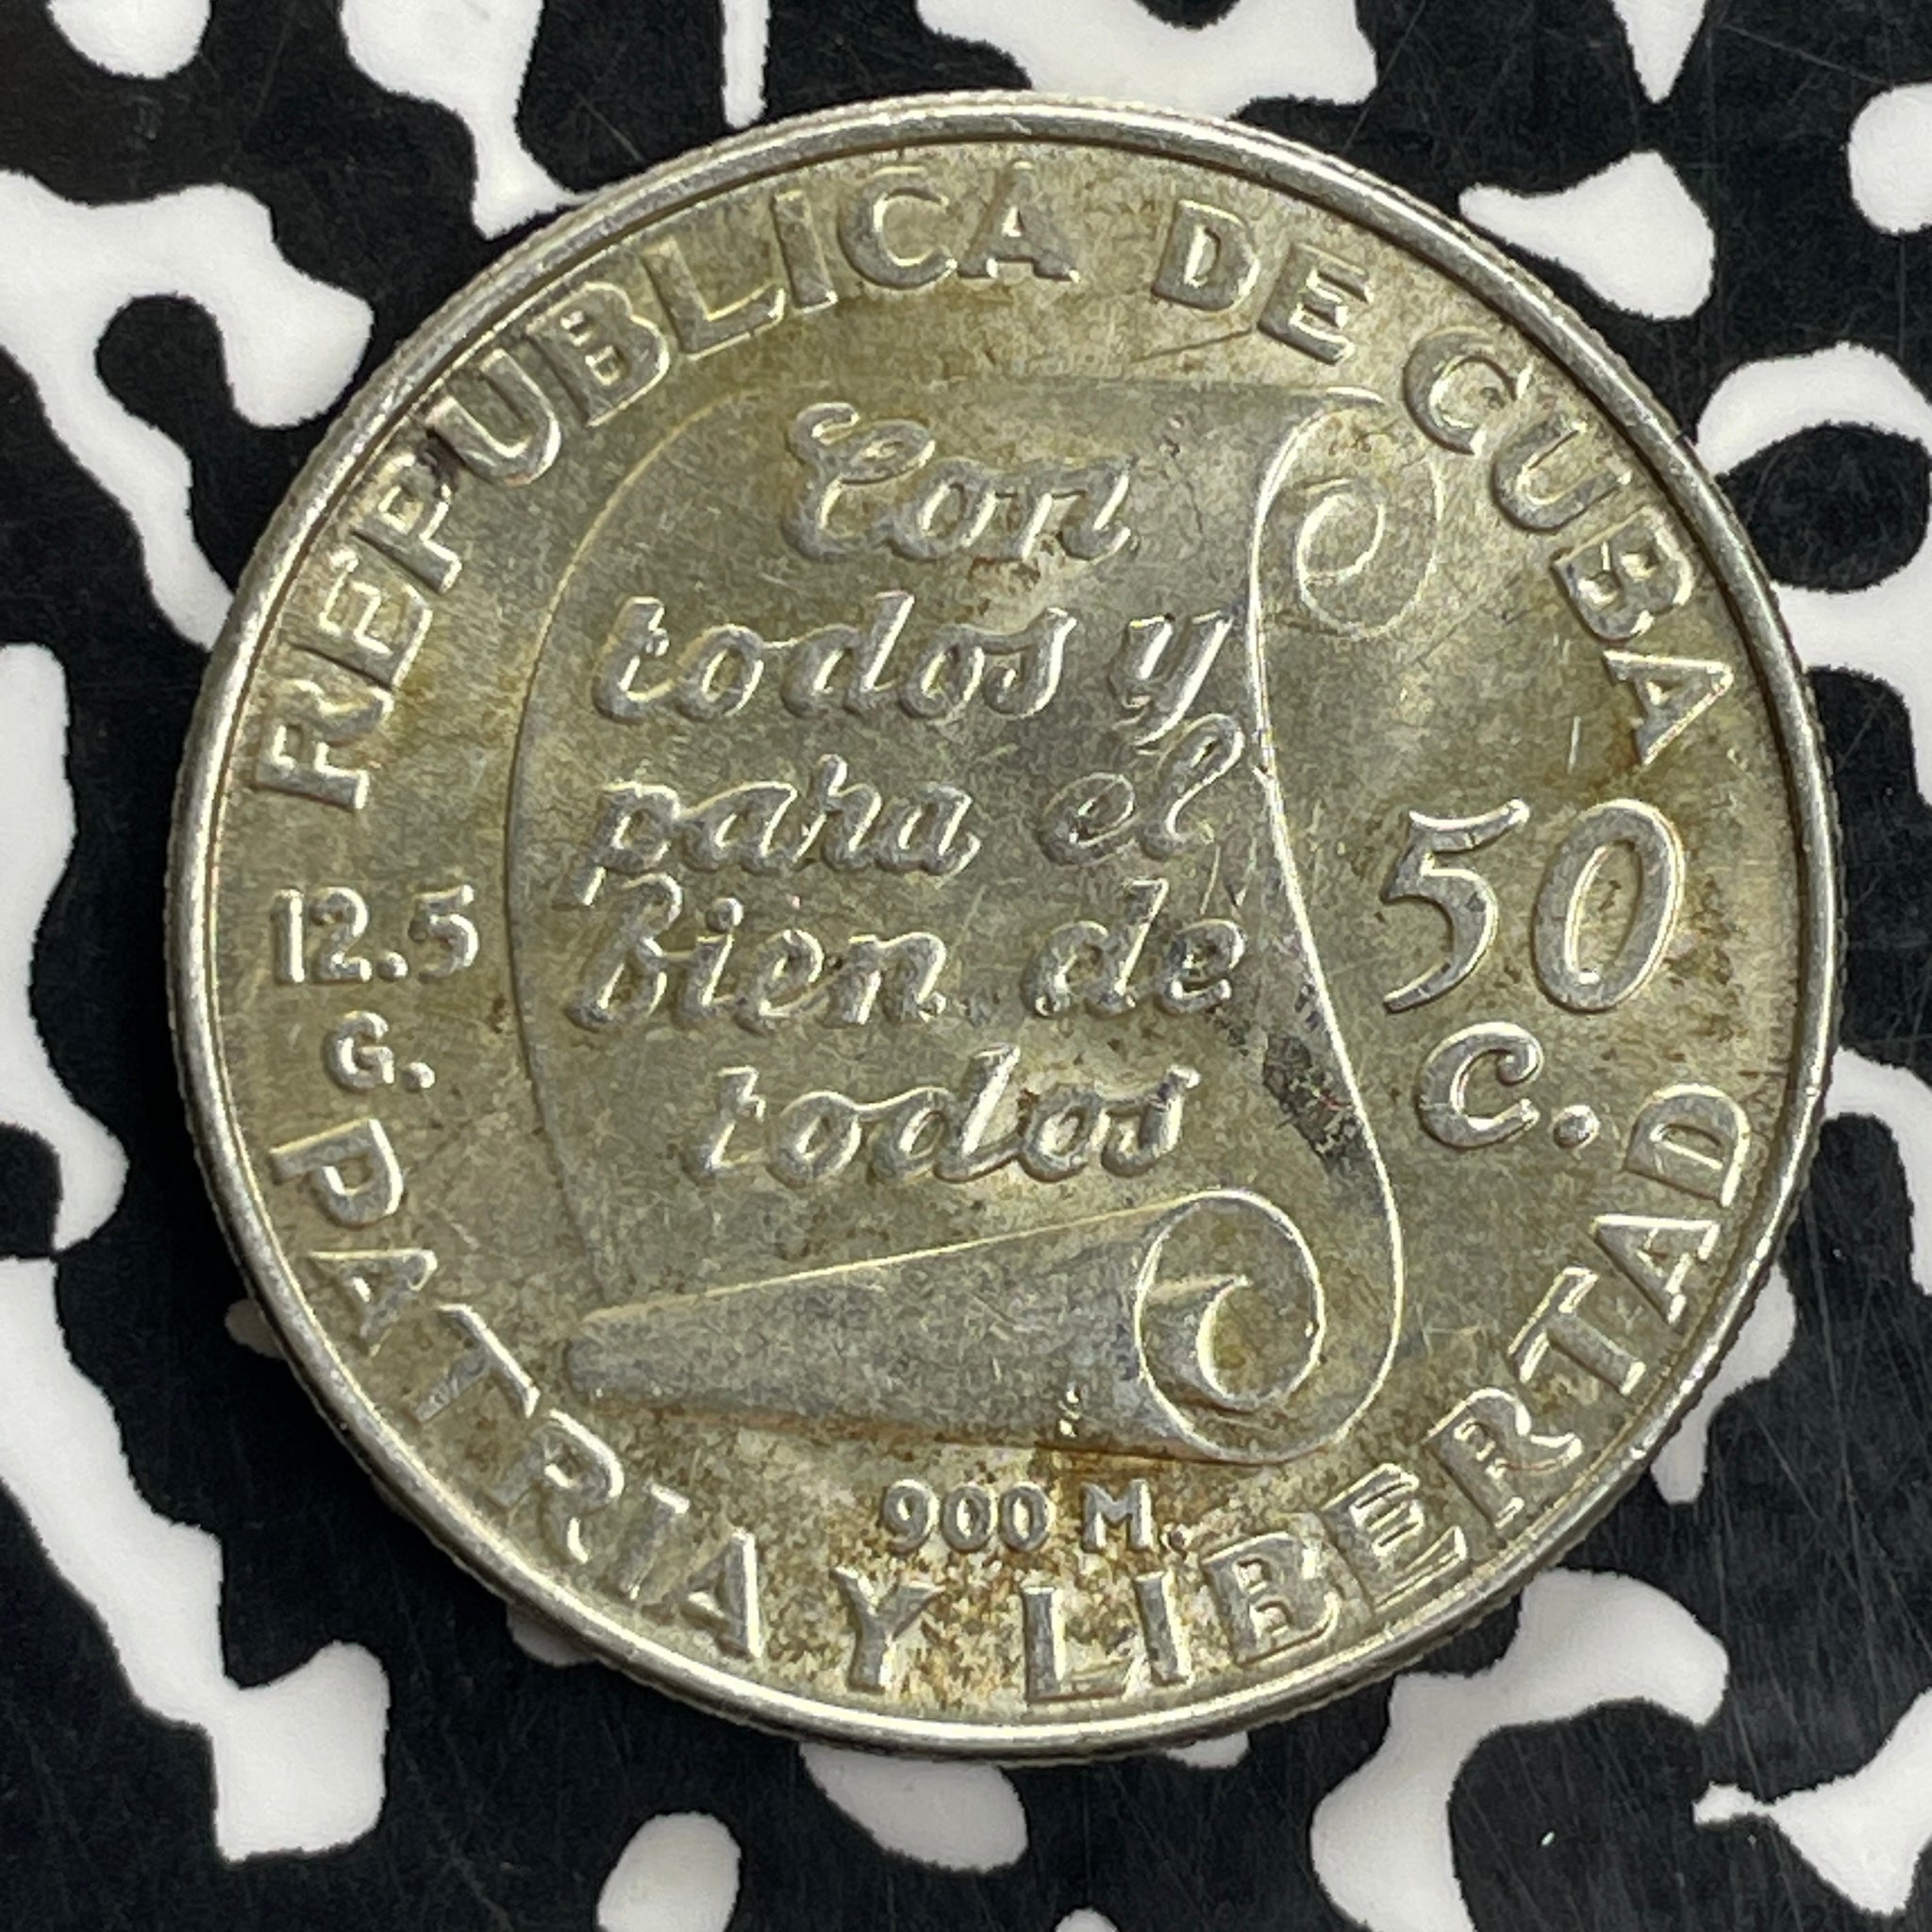 REPUBLICA DE CUBA
Con
todos y
para el
bien de
todos
12.5
G.
50
C.
900 M.
PATRIA Y LIBERTAD